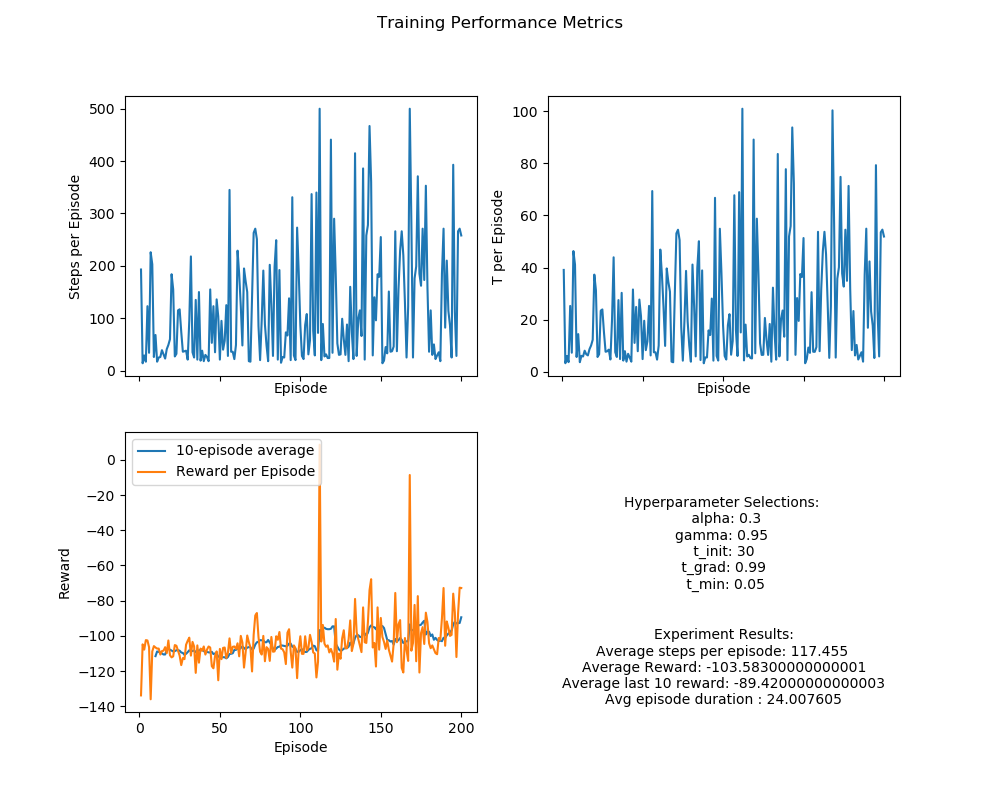 Training Performance Metrics
500
400
300
200
100
0
Steps per Episode
Episode
100
80
60
40
20
0
T per Episode
Episode
10-episode average
Reward per Episode
0
−20
−40
−60
−80
−100
−120
−140
Reward
0 50 100 150 200
Episode
Hyperparameter Selections:
alpha: 0.3
gamma: 0.95
t_init: 30
t_grad: 0.99
t_min: 0.05
Experiment Results:
Average steps per episode: 117.455
Average Reward: -103.58300000000001
Average last 10 reward: -89.42000000000003
Avg episode duration : 24.007605